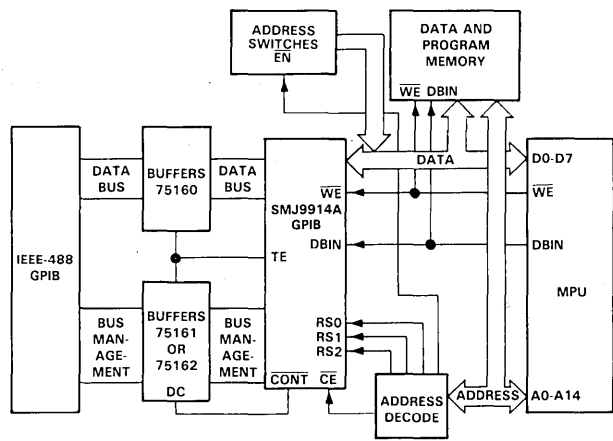 ADDRESS
SWITCHES
EN
DATA AND
PROGRAM
MEMORY
WE DBIN
IEEE-488
GPIB
DATA
BUS
BUFFERS
75160
DATA
BUS
SMJ9914A
GPIB
WE
DBIN
TE
RS0
RS1
RS2
CONT CE
DATA
D0-D7
WE
DBIN
MPU
A0-A14
BUS
MAN-
AGE-
MENT
BUFFERS
75161
OR
75162
DC
BUS
MAN-
AGE-
MENT
ADDRESS
DECODE
ADDRESS